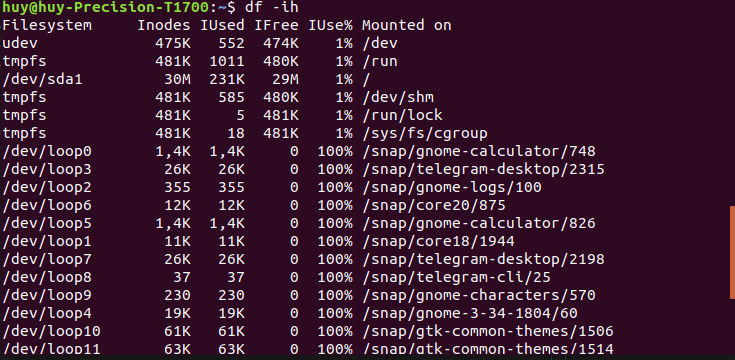 huy@huy-Precision-T1700:~$ df -ih
Filesystem Inodes IUsed IFree IUse% Mounted on
udev 475K 552 474K 1% /dev
tmpfs 481K 1011 480K 1% /run
/dev/sda1 30M 231K 29M 1% /
tmpfs 481K 585 480K 1% /dev/shm
tmpfs 481K 5 481K 1% /run/lock
tmpfs 481K 18 481K 1% /sys/fs/cgroup
/dev/loop0 1,4K 1,4K 0 100% /snap/gnome-calculator/748
/dev/loop3 26K 26K 0 100% /snap/telegram-desktop/2315
/dev/loop2 355 355 0 100% /snap/gnome-logs/100
/dev/loop6 12K 12K 0 100% /snap/core20/875
/dev/loop5 1,4K 1,4K 0 100% /snap/gnome-calculator/826
/dev/loop1 11K 11K 0 100% /snap/core18/1944
/dev/loop7 26K 26K 0 100% /snap/telegram-desktop/2198
/dev/loop8 37 37 0 100% /snap/telegram-cli/25
/dev/loop9 230 230 0 100% /snap/gnome-characters/570
/dev/loop4 19K 19K 0 100% /snap/gnome-3-34-1804/60
/dev/loop10 61K 61K 0 100% /snap/gtk-common-themes/1506
/dev/loop11 63K 63K 0 100% /snap/gtk-common-themes/1514